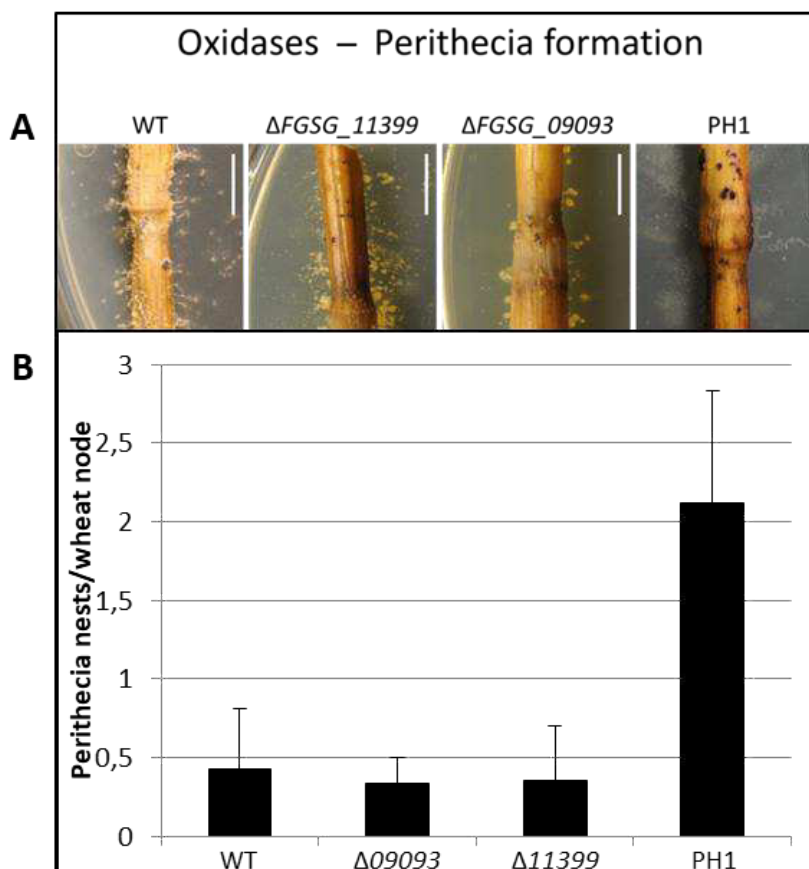 Oxidases – Perithecia formation
A
WT ΔFGSG_11399 ΔFGSG_09093 PH1
B
Perithecia nests/wheat node
3
2,5
2
1,5
1
0,5
0
WT Δ09093 Δ11399 PH1